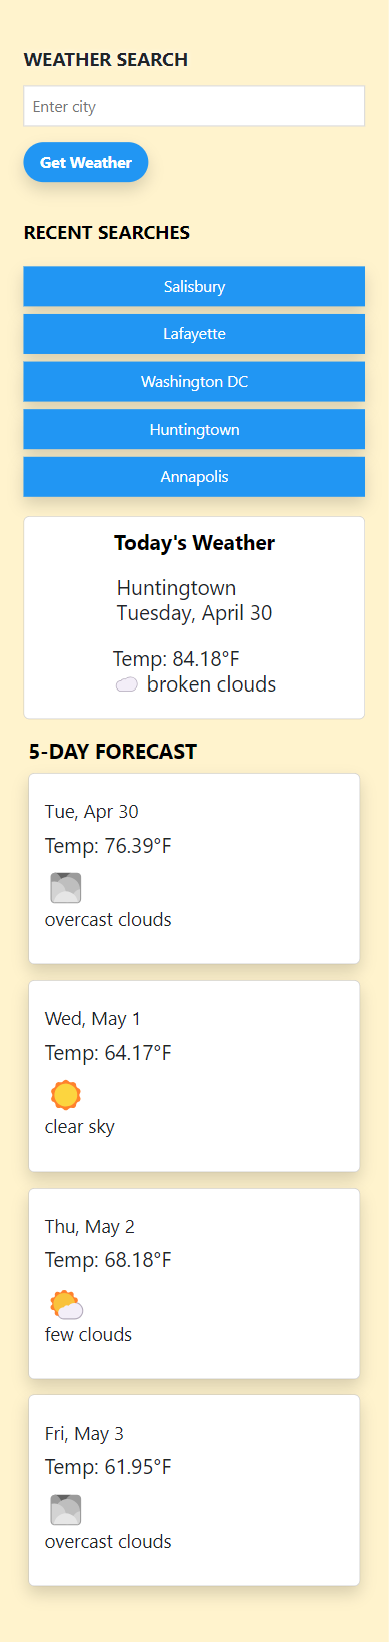 WEATHER SEARCH
Enter city
Get Weather
RECENT SEARCHES
Salisbury
Lafayette
Washington DC
Huntingtown
Annapolis
Today's Weather
Huntingtown
Tuesday, April 30
Temp: 84.18°F
broken clouds
5-DAY FORECAST
Tue, Apr 30
Temp: 76.39°F
overcast clouds
Wed, May 1
Temp: 64.17°F
clear sky
Thu, May 2
Temp: 68.18°F
few clouds
Fri, May 3
Temp: 61.95°F
overcast clouds